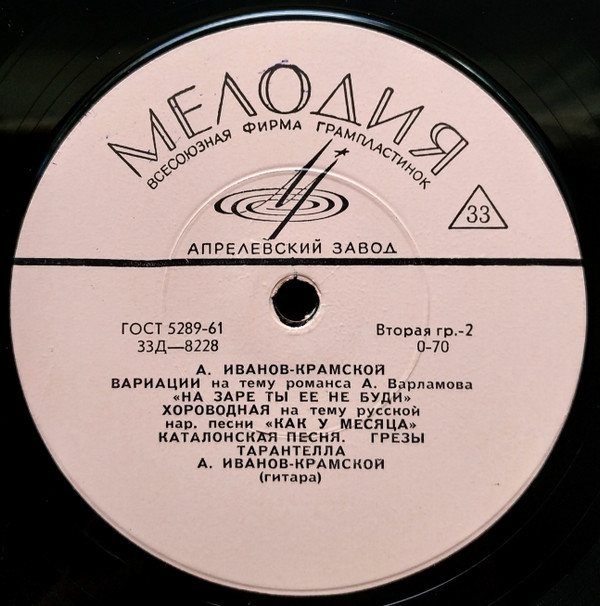 МЕЛОДИЯ
ВСЕСОЮЗНАЯ ФИРМА ГРАМПЛАСТИНОК
33
АПРЕЛЕВСКИЙ ЗАВОД
ГОСТ 5289-61 Вторая гр.-2
33Д—8228 0-70
А. ИВАНОВ-КРАМСКОЙ
ВАРИАЦИИ на тему романса А. Варламова
«НА ЗАРЕ ТЫ ЕЕ НЕ БУДИ»
ХОРОВОДНАЯ на тему русской
нар. песни «КАК У МЕСЯЦА»
КАТАЛОНСКАЯ ПЕСНЯ. ГРЕЗЫ
ТАРАНТЕЛЛА
А. ИВАНОВ-КРАМСКОЙ
(гитара)